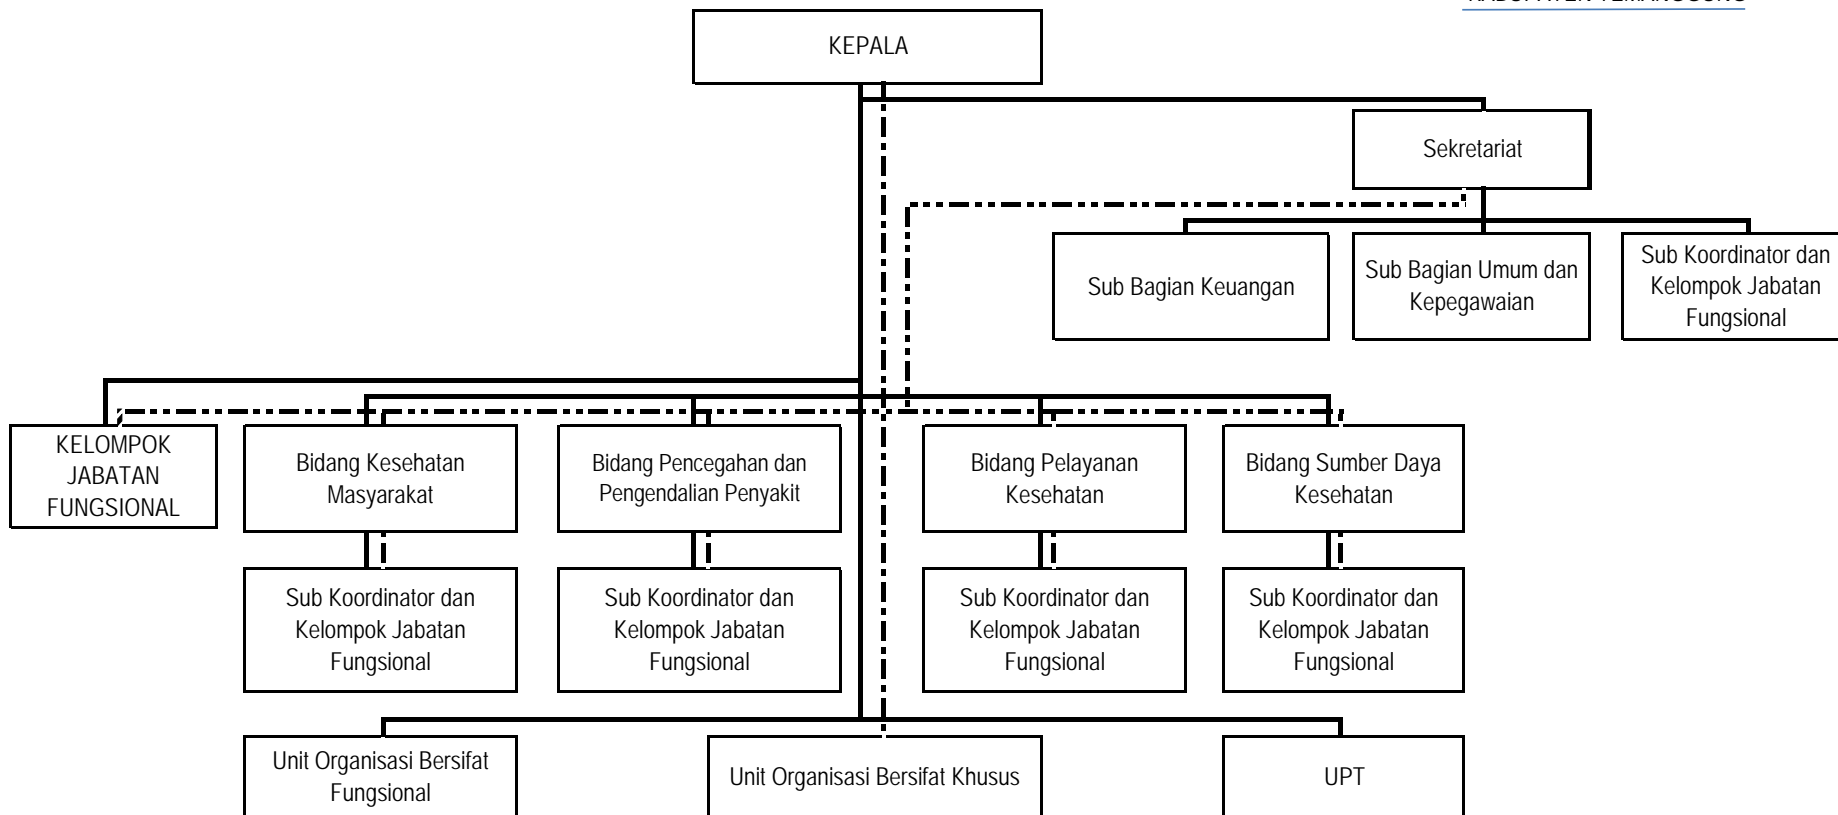 KABUPATEN TEMANGGUNG
KEPALA
Sekretariat
Sub Bagian Keuangan
Sub Bagian Umum dan
Kepegawaian
Sub Koordinator dan
Kelompok Jabatan
Fungsional
KELOMPOK
JABATAN
FUNGSIONAL
Bidang Kesehatan
Masyarakat
Bidang Pencegahan dan
Pengendalian Penyakit
Bidang Pelayanan
Kesehatan
Bidang Sumber Daya
Kesehatan
Sub Koordinator dan
Kelompok Jabatan
Fungsional
Sub Koordinator dan
Kelompok Jabatan
Fungsional
Sub Koordinator dan
Kelompok Jabatan
Fungsional
Sub Koordinator dan
Kelompok Jabatan
Fungsional
Unit Organisasi Bersifat
Fungsional
Unit Organisasi Bersifat Khusus
UPT